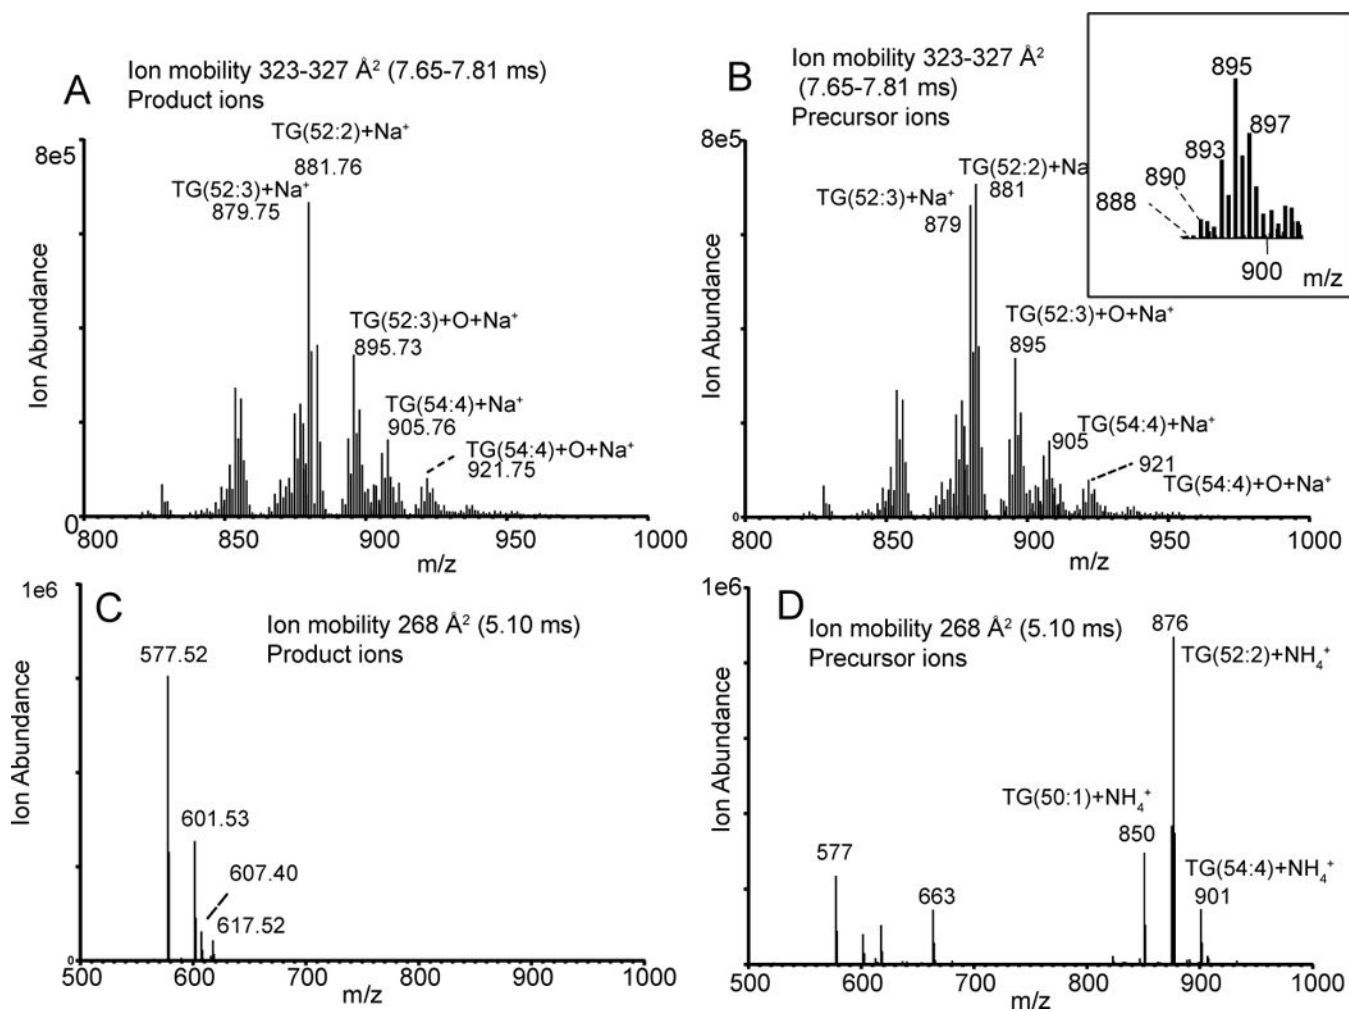 A
Ion mobility 323-327 Å² (7.65-7.81 ms)
Product ions
8e5
TG(52:2)+Na⁺
881.76
TG(52:3)+Na⁺
879.75
TG(52:3)+O+Na⁺
895.73
TG(54:4)+Na⁺
905.76
TG(54:4)+O+Na⁺
921.75
Ion Abundance
0
800
850
900
950
1000
m/z
B
Ion mobility 323-327 Å²
(7.65-7.81 ms)
Precursor ions
8e5
TG(52:2)+Na
881
TG(52:3)+Na⁺
879
TG(52:3)+O+Na⁺
895
TG(54:4)+Na⁺
905
921
TG(54:4)+O+Na⁺
Ion Abundance
0
800
850
900
950
1000
m/z
895
897
893
890
888
900
m/z
C
Ion mobility 268 Å² (5.10 ms)
Product ions
1e6
577.52
601.53
607.40
617.52
Ion Abundance
0
500
600
700
800
900
1000
m/z
D
Ion mobility 268 Å² (5.10 ms)
Precursor ions
1e6
876
TG(52:2)+NH₄⁺
TG(50:1)+NH₄⁺
850
TG(54:4)+NH₄⁺
901
577
663
Ion Abundance
0
500
600
700
800
900
1000
m/z